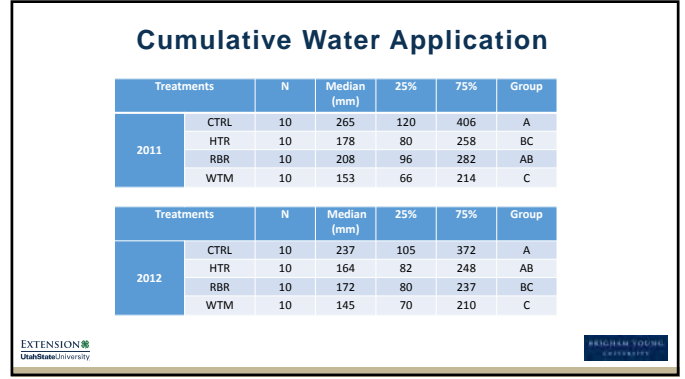 Cumulative Water Application
Treatments N Median (mm) 25% 75% Group
2011
CTRL 10 265 120 406 A
HTR 10 178 80 258 BC
RBR 10 208 96 282 AB
WTM 10 153 66 214 C
Treatments N Median (mm) 25% 75% Group
2012
CTRL 10 237 105 372 A
HTR 10 164 82 248 AB
RBR 10 172 80 237 BC
WTM 10 145 70 210 C
EXTENSION
UtahStateUniversity
BRIGHAM YOUNG
UNIVERSITY